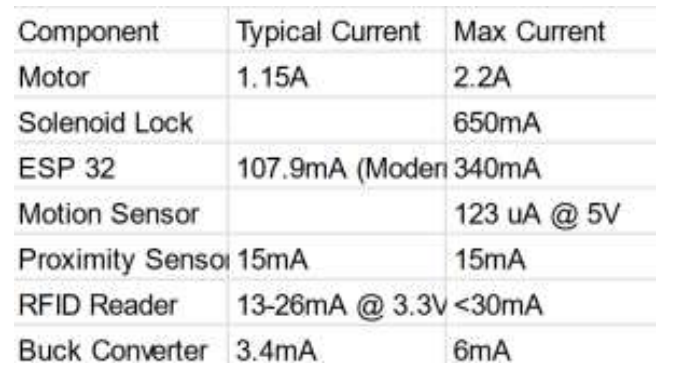 Component Typical Current Max Current
Motor 1.15A 2.2A
Solenoid Lock 650mA
ESP 32 107.9mA (Modem 340mA
Motion Sensor 123 uA @ 5V
Proximity Senso 15mA 15mA
RFID Reader 13-26mA @ 3.3V <30mA
Buck Converter 3.4mA 6mA